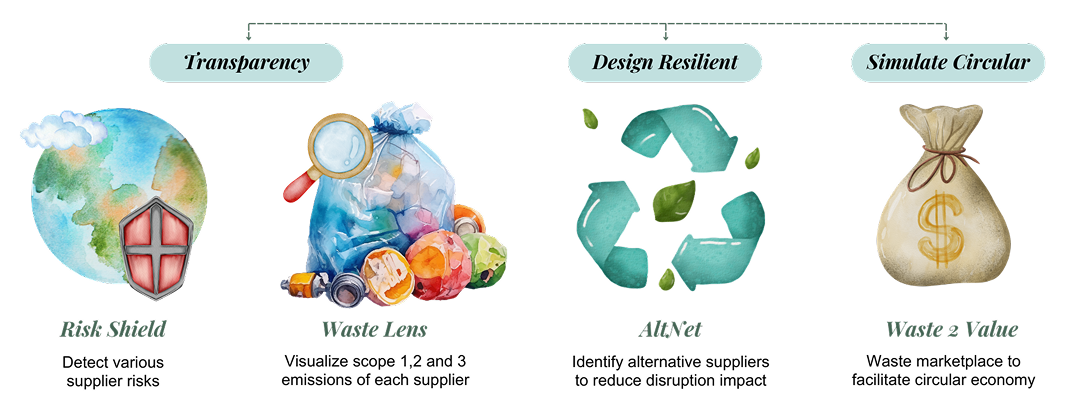 Transparency
Design Resilient
Simulate Circular
$
Risk Shield
Waste Lens
AltNet
Waste 2 Value
Detect various
supplier risks
Visualize scope 1,2 and 3
emissions of each supplier
Identify alternative suppliers
to reduce disruption impact
Waste marketplace to
facilitate circular economy